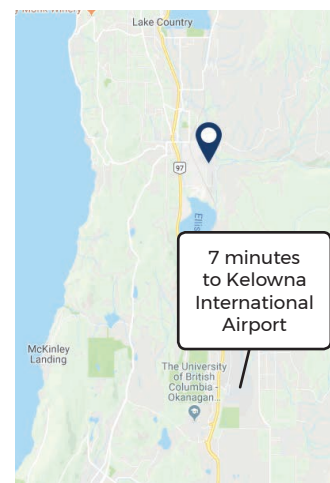 Lake Country
97
Ellis
7 minutes
to Kelowna
International
Airport
McKinley
Landing
The University
of British
Columbia -
Okanagan...